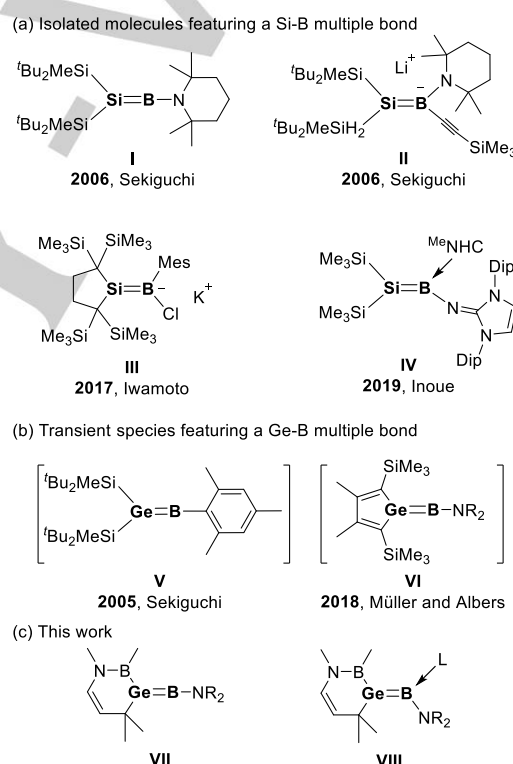 (a) Isolated molecules featuring a Si-B multiple bond
tBu2MeSi
Si=B—N
tBu2MeSi
I
2006, Sekiguchi
Li+
N
Si=B−
tBu2MeSi
tBu2MeSiH2
SiMe3
II
2006, Sekiguchi
Me3Si SiMe3
Mes
Si=B−
Cl
K+
Me3Si SiMe3
III
2017, Iwamoto
MeNHC
Me3Si
Si=B
Me3Si
N
Dip
N
N
Dip
IV
2019, Inoue
(b) Transient species featuring a Ge-B multiple bond
tBu2MeSi
Ge=B
tBu2MeSi
V
2005, Sekiguchi
SiMe3
Ge=B—NR2
SiMe3
VI
2018, Müller and Albers
(c) This work
N—B
Ge=B—NR2
VII
L
N—B
Ge=B
NR2
VIII